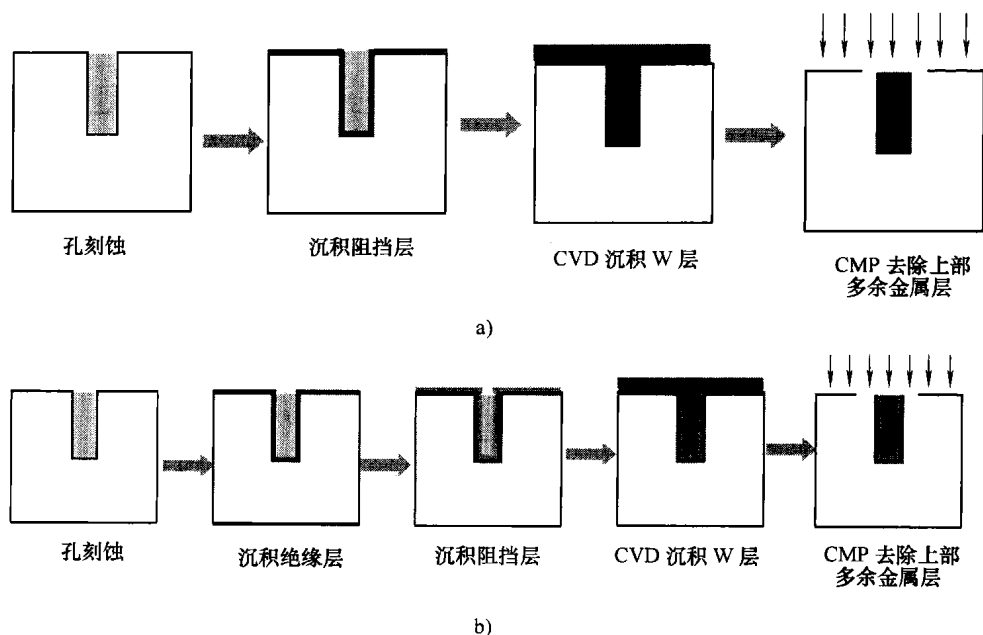 孔刻蚀
沉积阻挡层
CVD 沉积 W 层
CMP 去除上部
多余金属层
a)
孔刻蚀
沉积绝缘层
沉积阻挡层
CVD 沉积 W 层
CMP 去除上部
多余金属层
b)